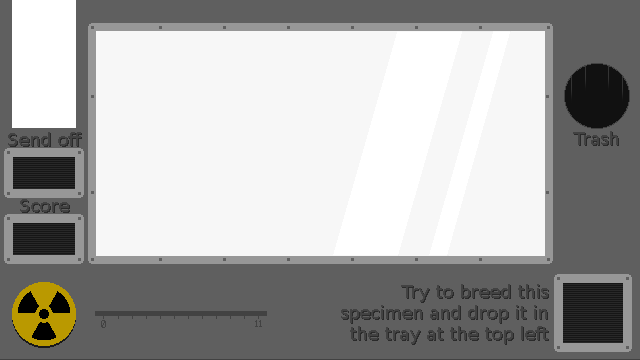 Send off
Trash
Score
Try to breed this
specimen and drop it in
the tray at the top left
0 11